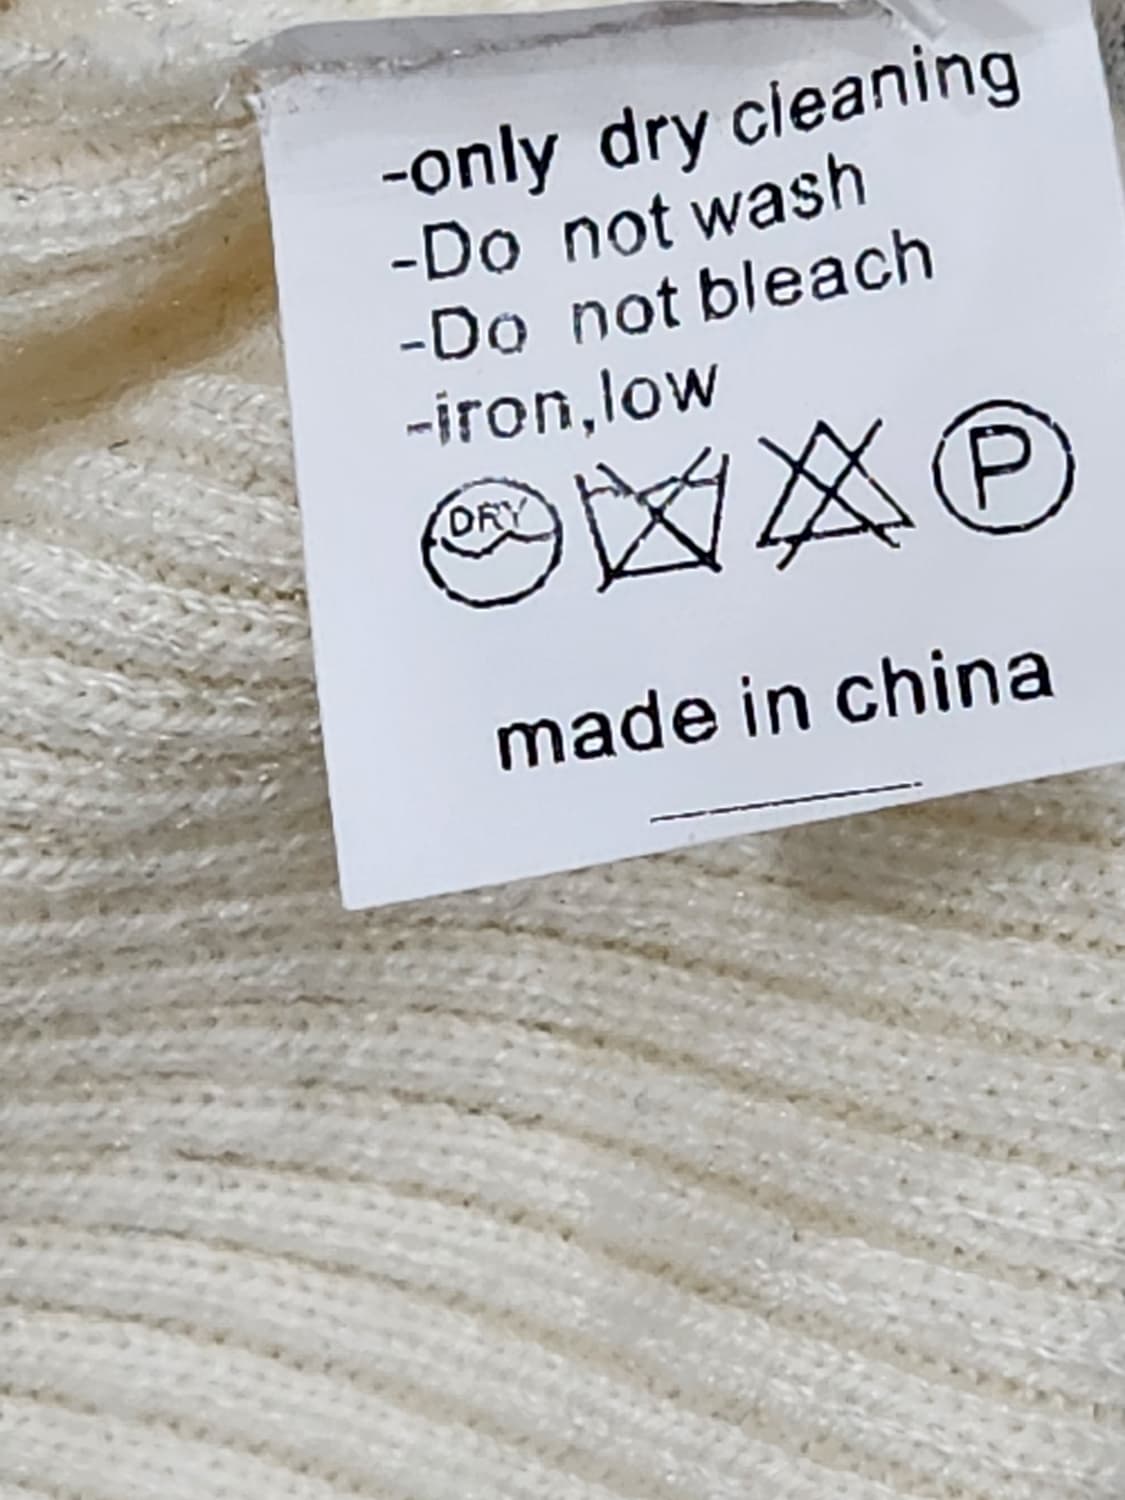 -only dry cleaning
-Do not wash
-Do not bleach
-iron,low
DRY P
made in china